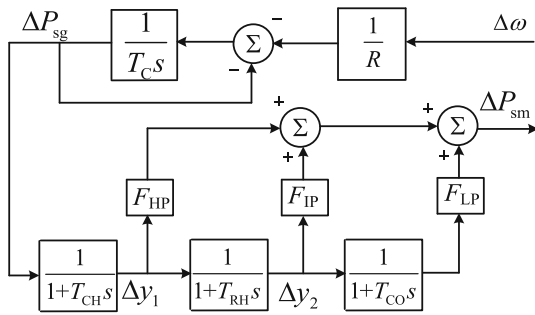 ΔP_sg
1/(T_C s)
Σ
−
−
−
1/R
Δω
+
Σ
+
+
Σ
+
ΔP_sm
F_HP
F_IP
F_LP
1/(1+T_CH s)
Δy_1
1/(1+T_RH s)
Δy_2
1/(1+T_CO s)